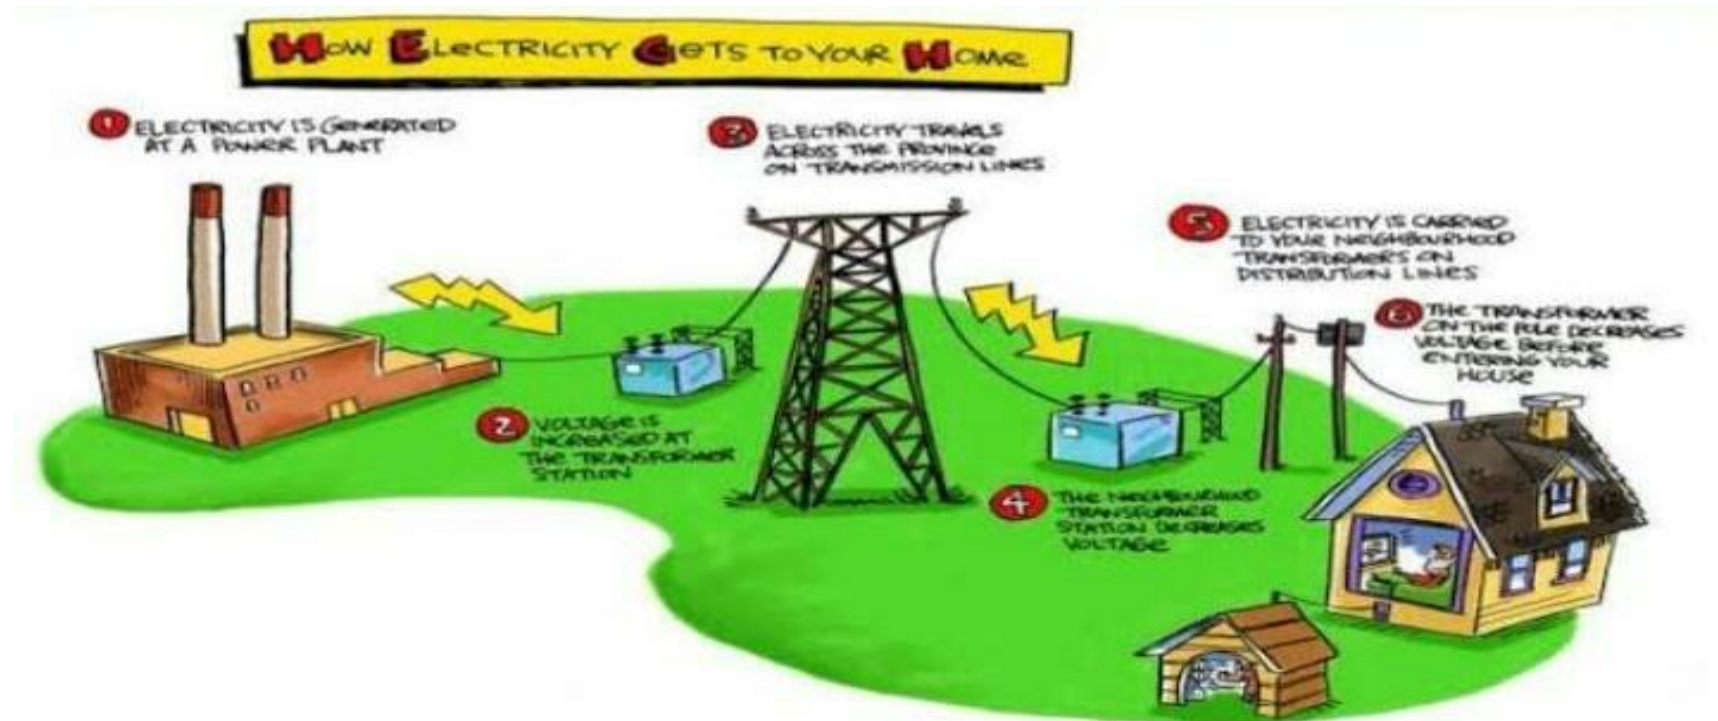 How Electricity Gets to Your Home
1 ELECTRICITY IS GENERATED
AT A POWER PLANT
3 ELECTRICITY TRAVELS
ACROSS THE PROVINCE
ON TRANSMISSION LINES
5 ELECTRICITY IS CARRIED
TO YOUR NEIGHBOURHOOD
TRANSFORMERS ON
DISTRIBUTION LINES
6 THE TRANSFORMER
ON THE POLE DECREASES
VOLTAGE BEFORE
ENTERING YOUR
HOUSE
2 VOLTAGE IS
INCREASED AT
THE TRANSFORMER
STATION
4 THE NEIGHBOURHOOD
TRANSFORMER
STATION DECREASES
VOLTAGE